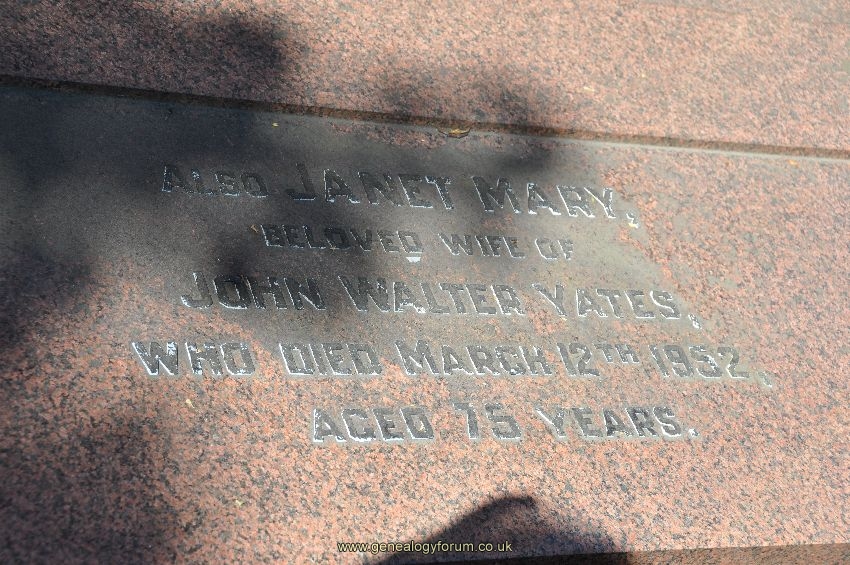 ALSO JANET MARY,
BELOVED WIFE OF
JOHN WALTER YATES,
WHO DIED MARCH 12TH 1952,
AGED 75 YEARS.
www.genealogyforum.co.uk